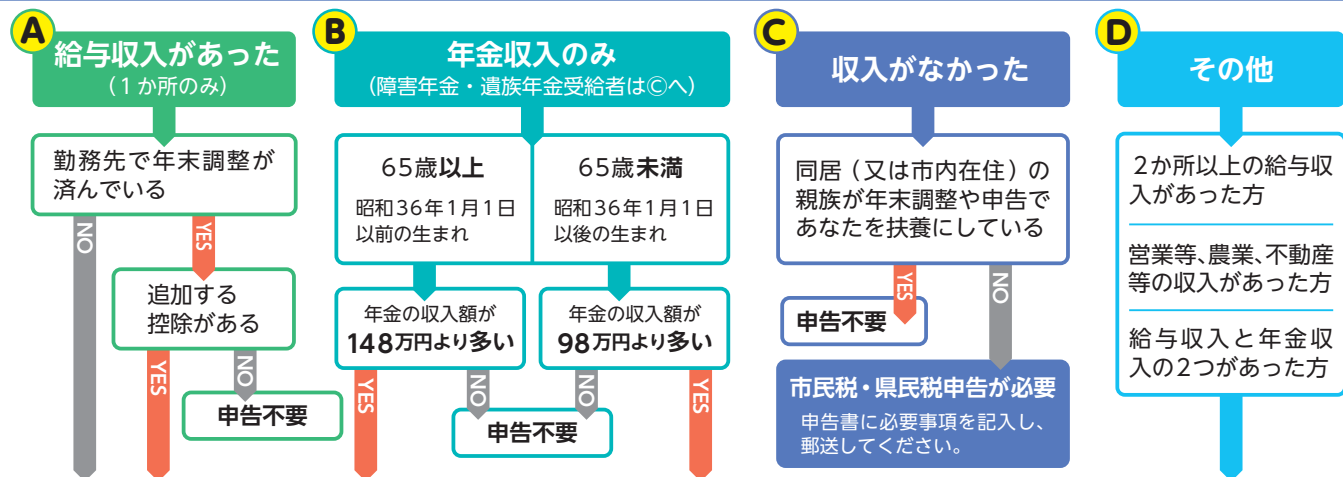 A
給与収入があった
(1か所のみ)
勤務先で年末調整が
済んでいる
NO
YES
追加する
控除がある
YES
NO
申告不要
B
年金収入のみ
(障害年金・遺族年金受給者はⒸへ)
65歳以上
昭和36年1月1日
以前の生まれ
65歳未満
昭和36年1月1日
以後の生まれ
年金の収入額が
148万円より多い
年金の収入額が
98万円より多い
YES
NO
NO
YES
申告不要
C
収入がなかった
同居(又は市内在住)の
親族が年末調整や申告で
あなたを扶養にしている
YES
NO
申告不要
市民税・県民税申告が必要
申告書に必要事項を記入し、
郵送してください。
D
その他
2か所以上の給与収
入があった方
営業等、農業、不動産
等の収入があった方
給与収入と年金収
入の2つがあった方